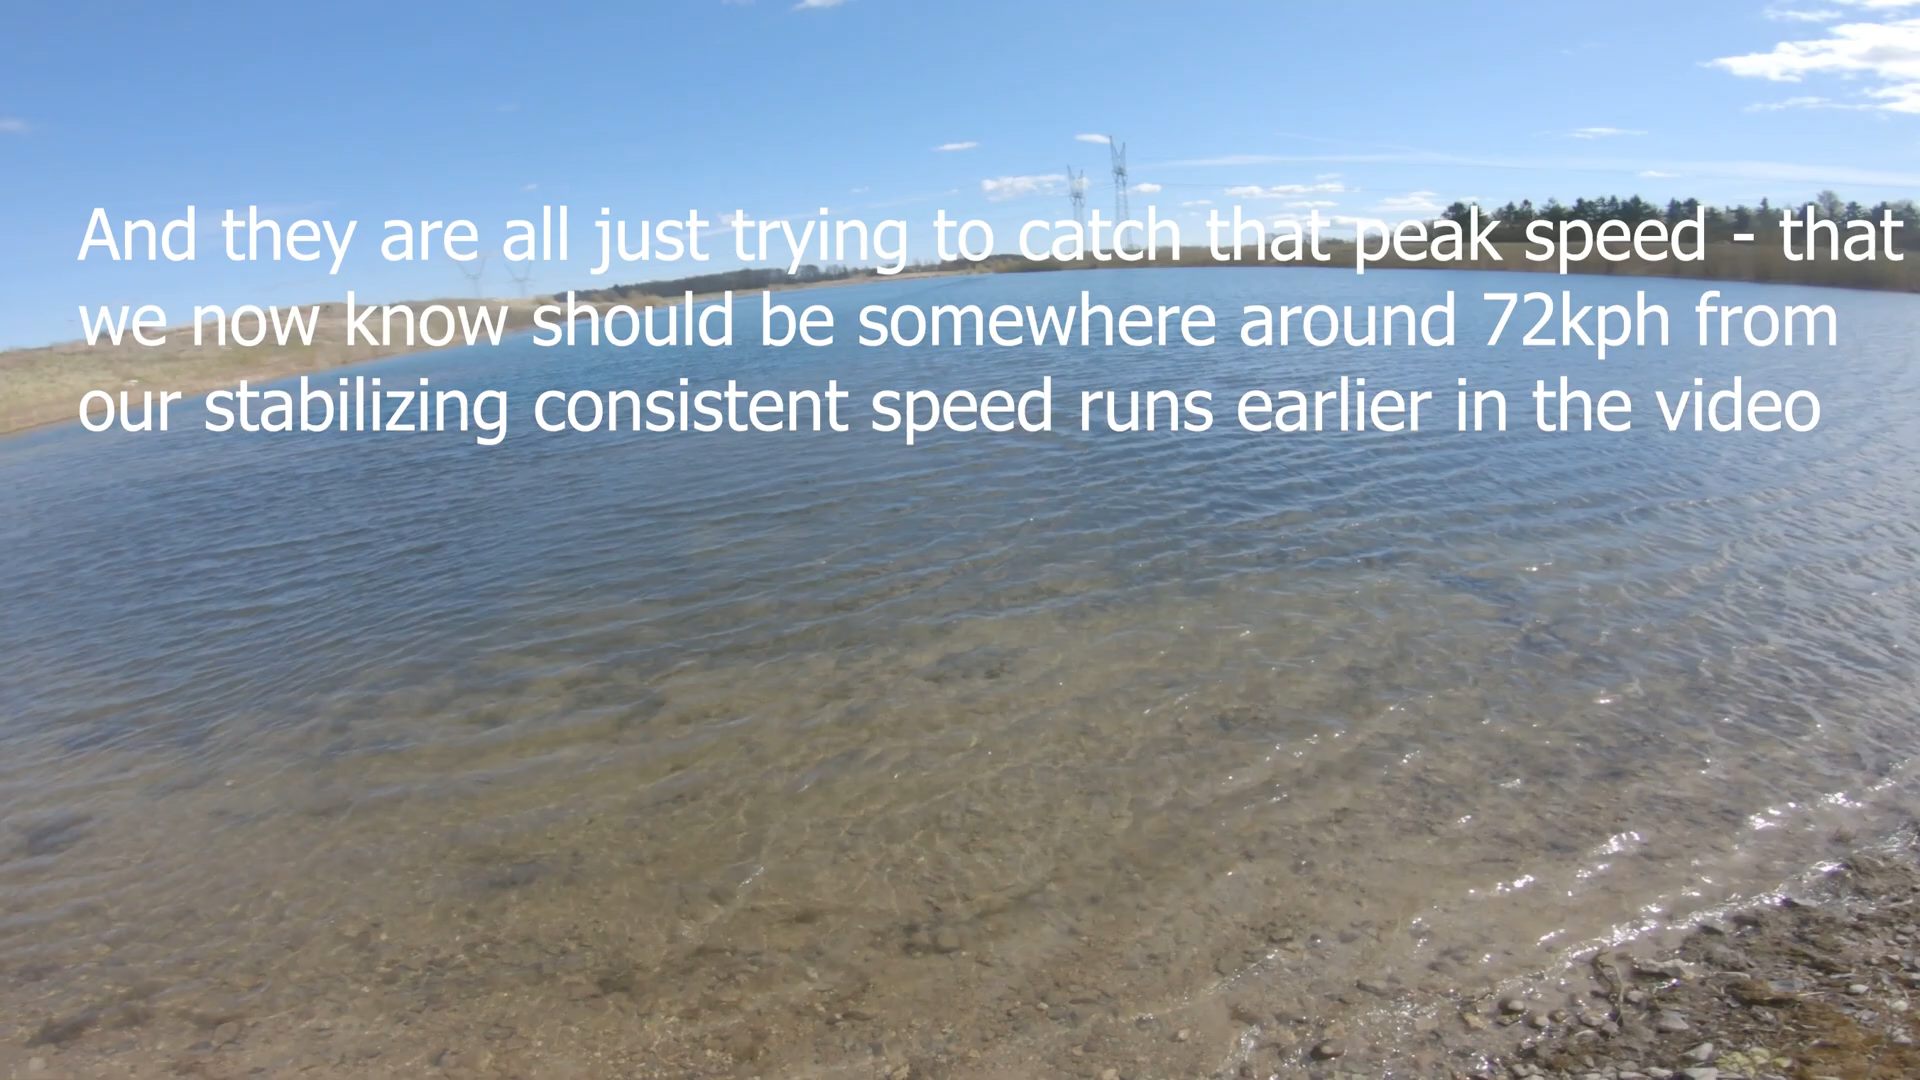 And they are all just trying to catch that peak speed - that
we now know should be somewhere around 72kph from
our stabilizing consistent speed runs earlier in the video